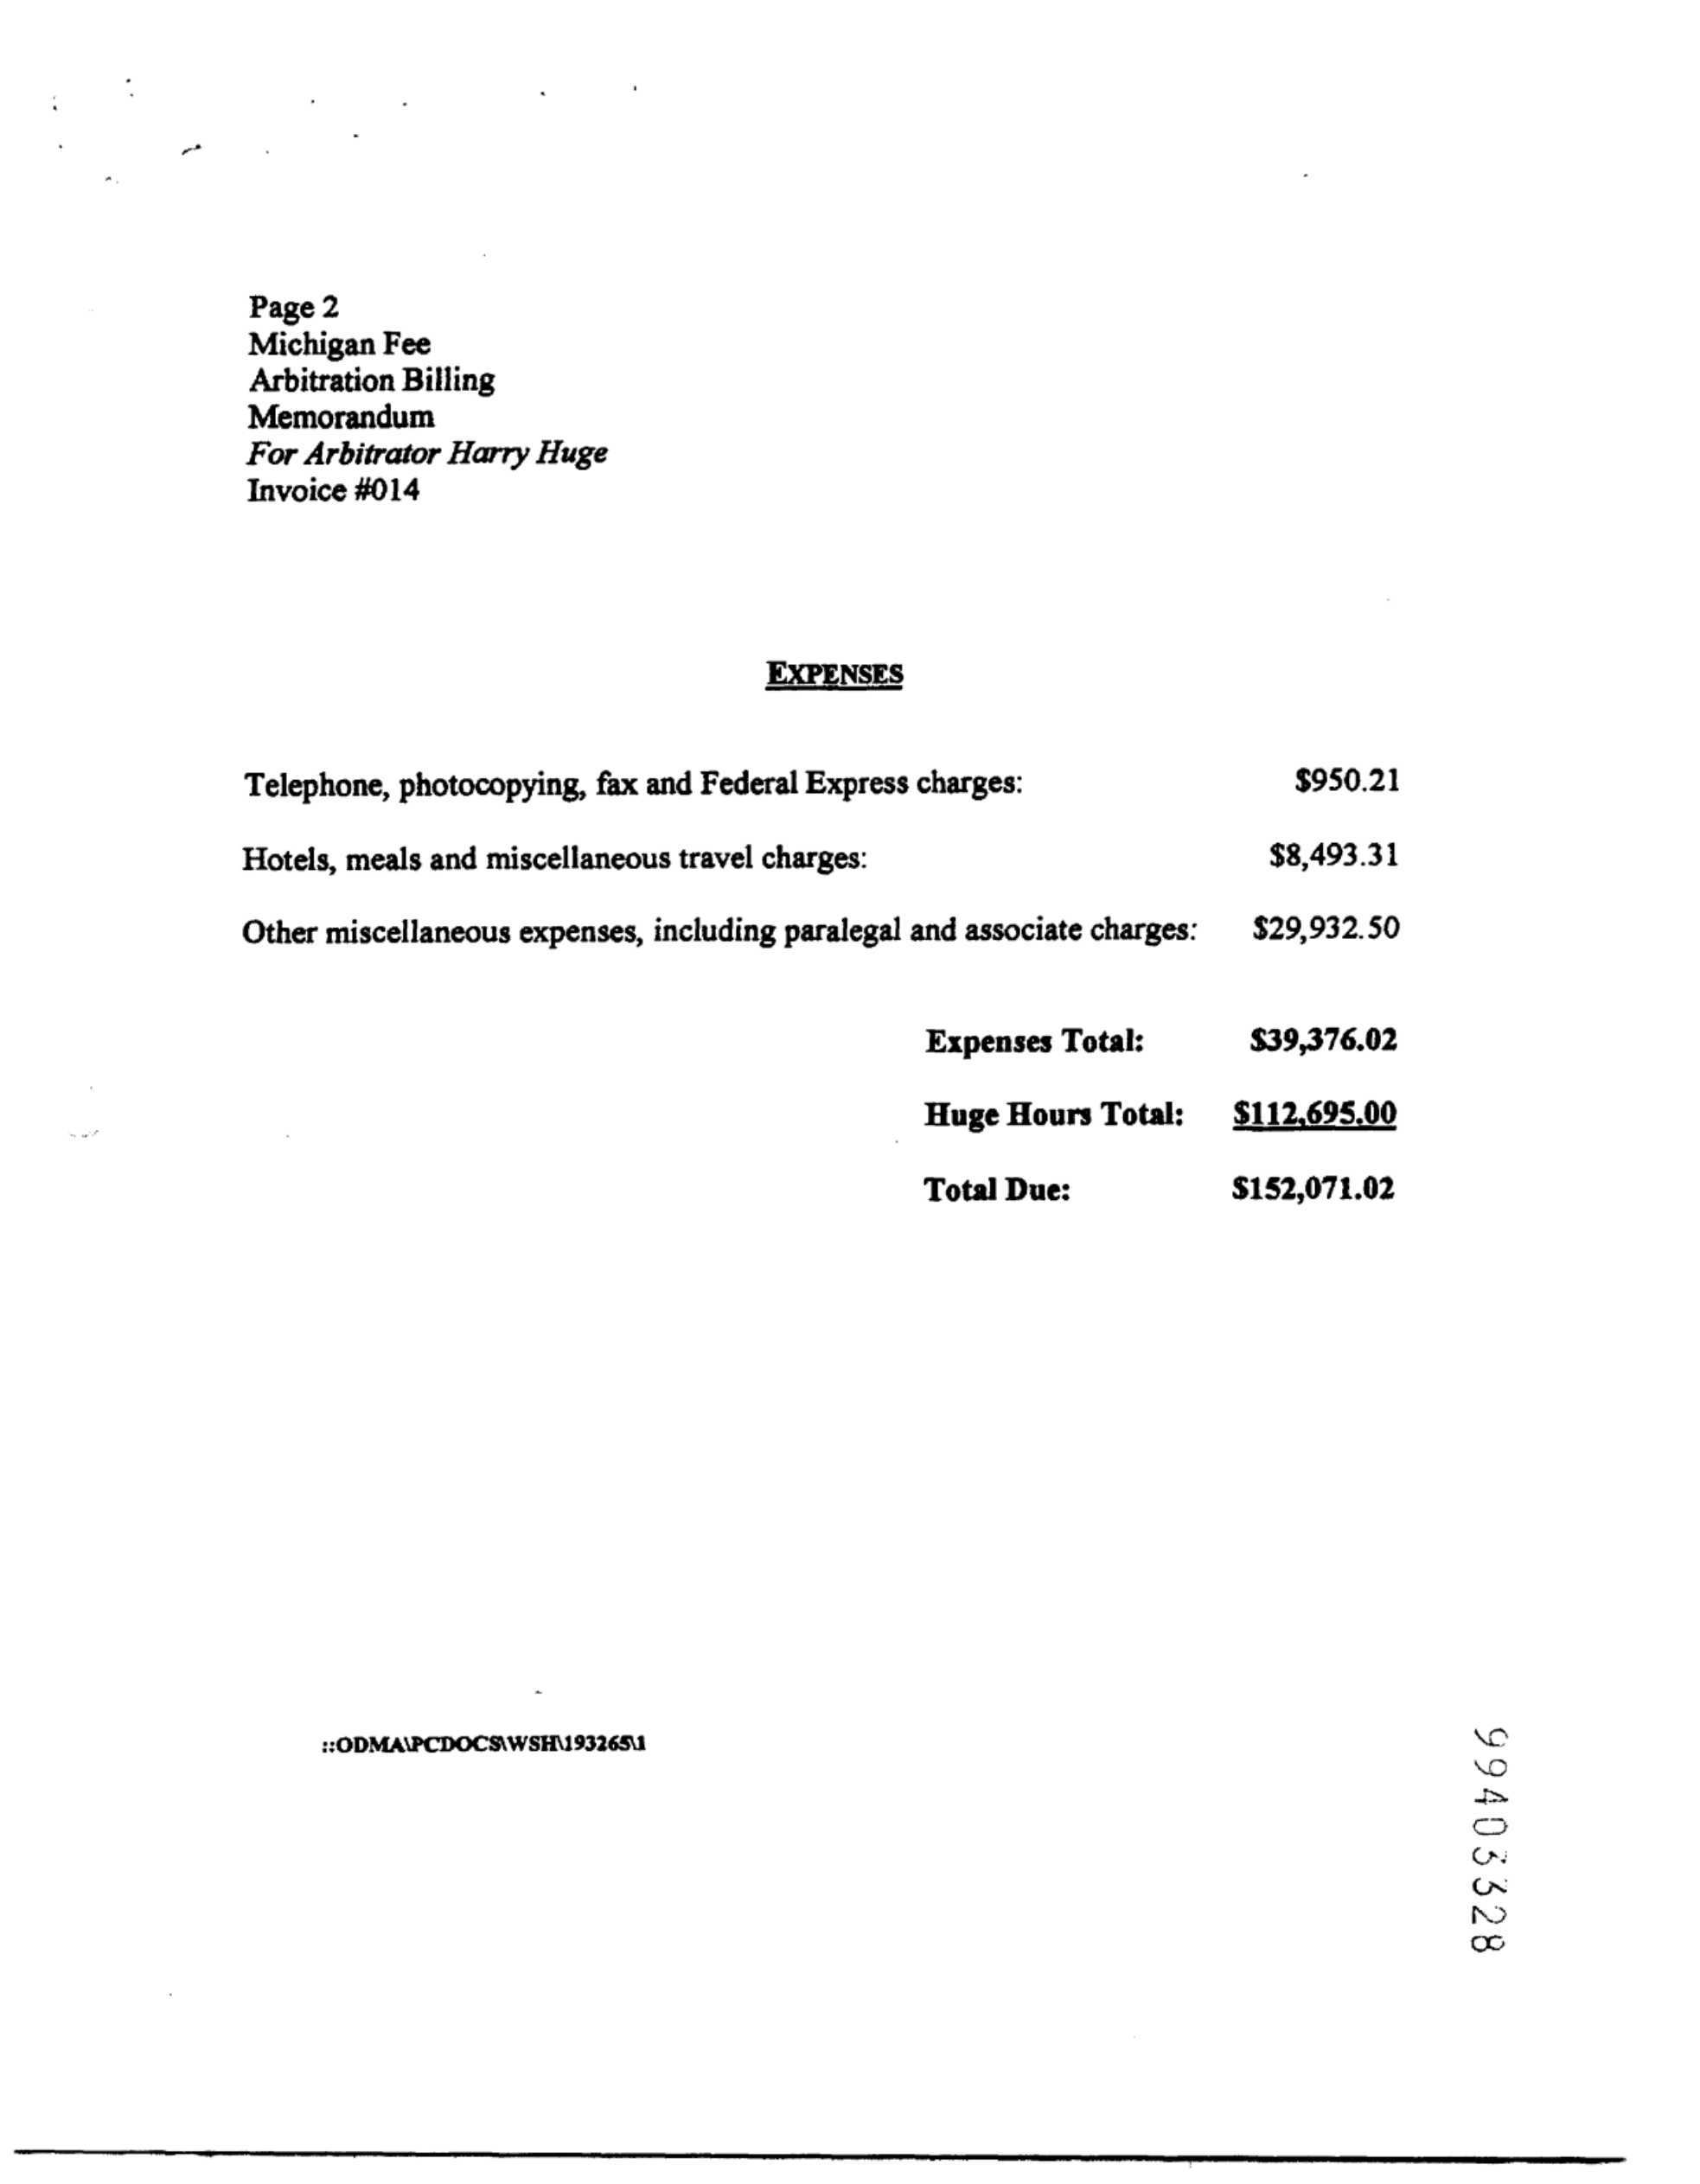 Page 2
Michigan Fee
Arbitration Billing
Memorandum
For Arbitrator Harry Huge
Invoice #014
EXPENSES
Telephone, photocopying, fax and Federal Express charges: $950.21
Hotels, meals and miscellaneous travel charges: $8,493.31
Other miscellaneous expenses, including paralegal and associate charges: $29,932.50
Expenses Total: $39,376.02
Huge Hours Total: $112,695.00
Total Due: $152,071.02
::ODMA\PCDOCS\WSH\193265\1
99403328